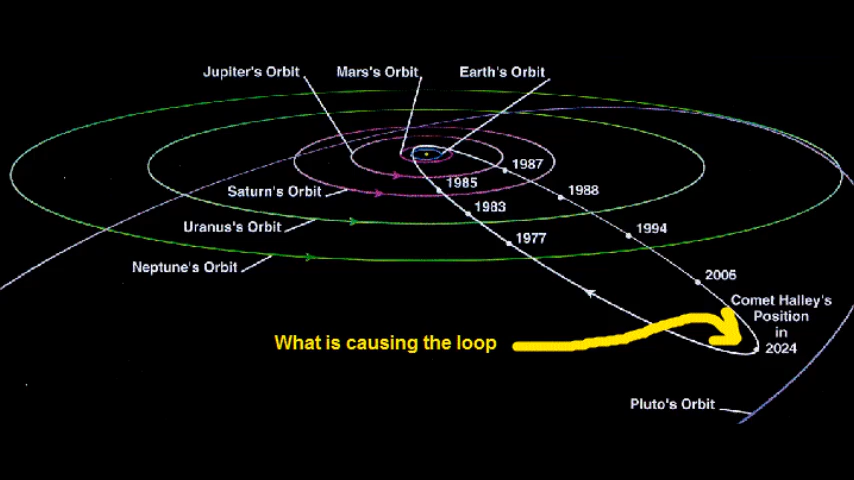 Jupiter's Orbit
Mars's Orbit
Earth's Orbit
1987
1985
1988
Saturn's Orbit
1983
Uranus's Orbit
1994
1977
Neptune's Orbit
2005
Comet Halley's
Position
in
2024
What is causing the loop
Pluto's Orbit